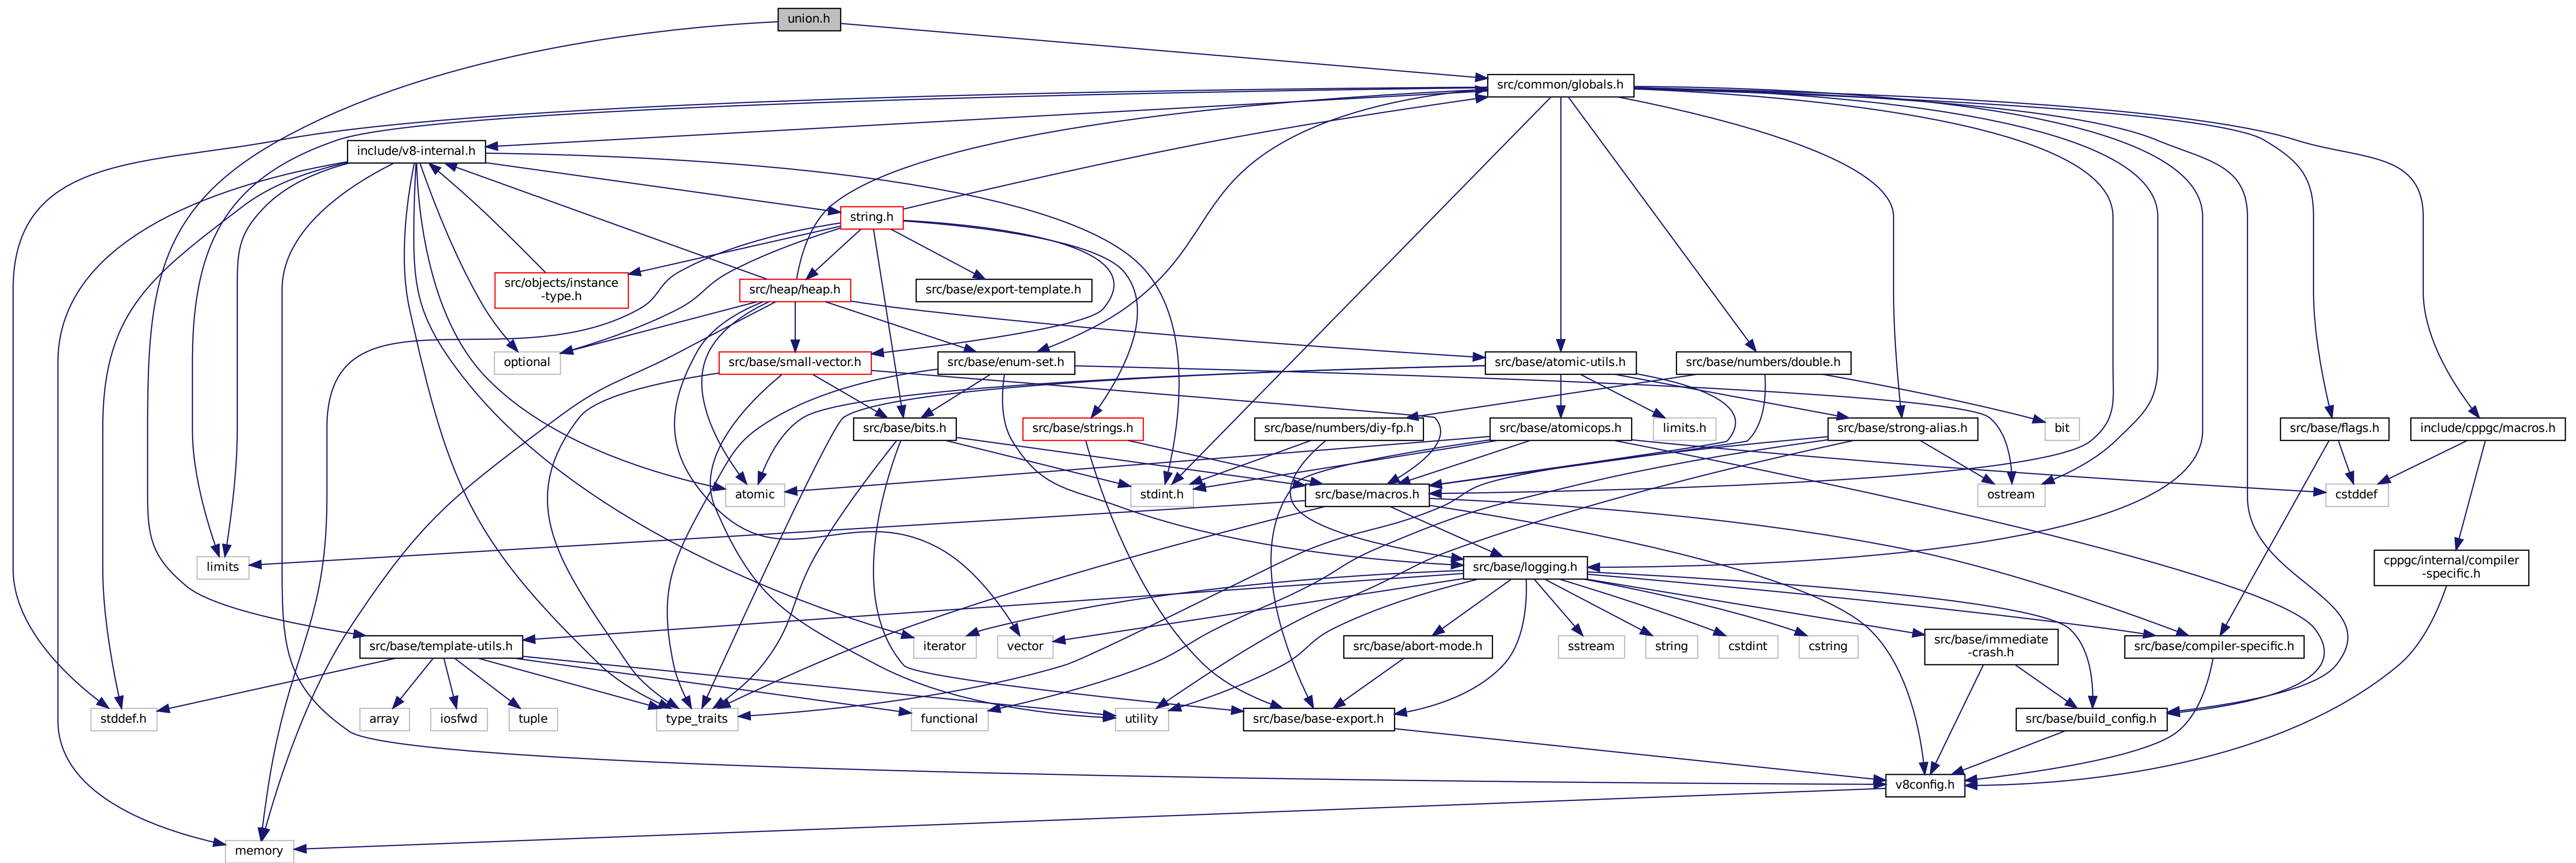 union.h
src/common/globals.h
include/v8-internal.h
string.h
src/objects/instance
-type.h
src/heap/heap.h
src/base/export-template.h
optional
src/base/small-vector.h
src/base/enum-set.h
src/base/atomic-utils.h
src/base/numbers/double.h
src/base/bits.h
src/base/strings.h
src/base/numbers/diy-fp.h
src/base/atomicops.h
limits.h
src/base/strong-alias.h
bit
src/base/flags.h
include/cppgc/macros.h
atomic
stdint.h
src/base/macros.h
ostream
cstddef
limits
src/base/logging.h
cppgc/internal/compiler
-specific.h
src/base/template-utils.h
iterator
vector
src/base/abort-mode.h
sstream
string
cstdint
cstring
src/base/immediate
-crash.h
src/base/compiler-specific.h
stddef.h
array
iosfwd
tuple
type_traits
functional
utility
src/base/base-export.h
src/base/build_config.h
v8config.h
memory